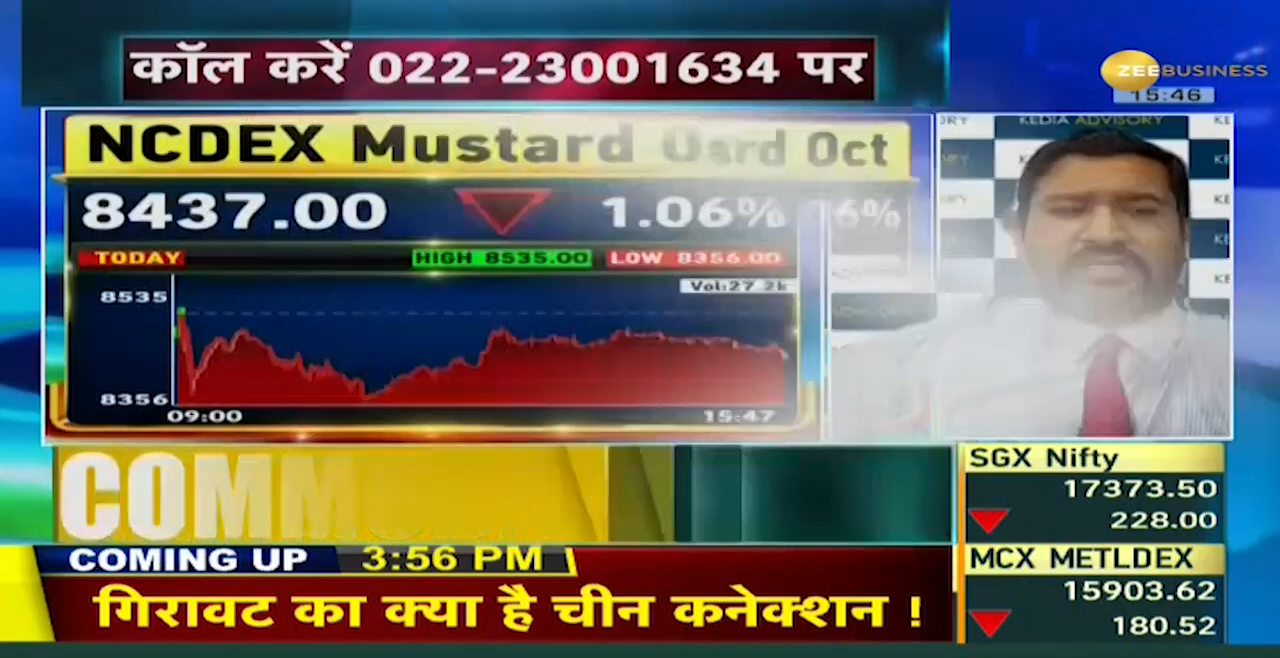 कॉल करें 022-23001634 पर
ZEEBUSINESS
15:46
NCDEX Mustard Oct
8437.00 1.06% 6%
TODAY HIGH 8535.00 LOW 8356.00
Vol:27.2k
8535
8356
09:00 15:47
KEDIA ADVISORY
COMM
SGX Nifty
17373.50
228.00
COMING UP 3:56 PM
MCX METLDEX
15903.62
180.52
गिरावट का क्या है चीन कनेक्शन !